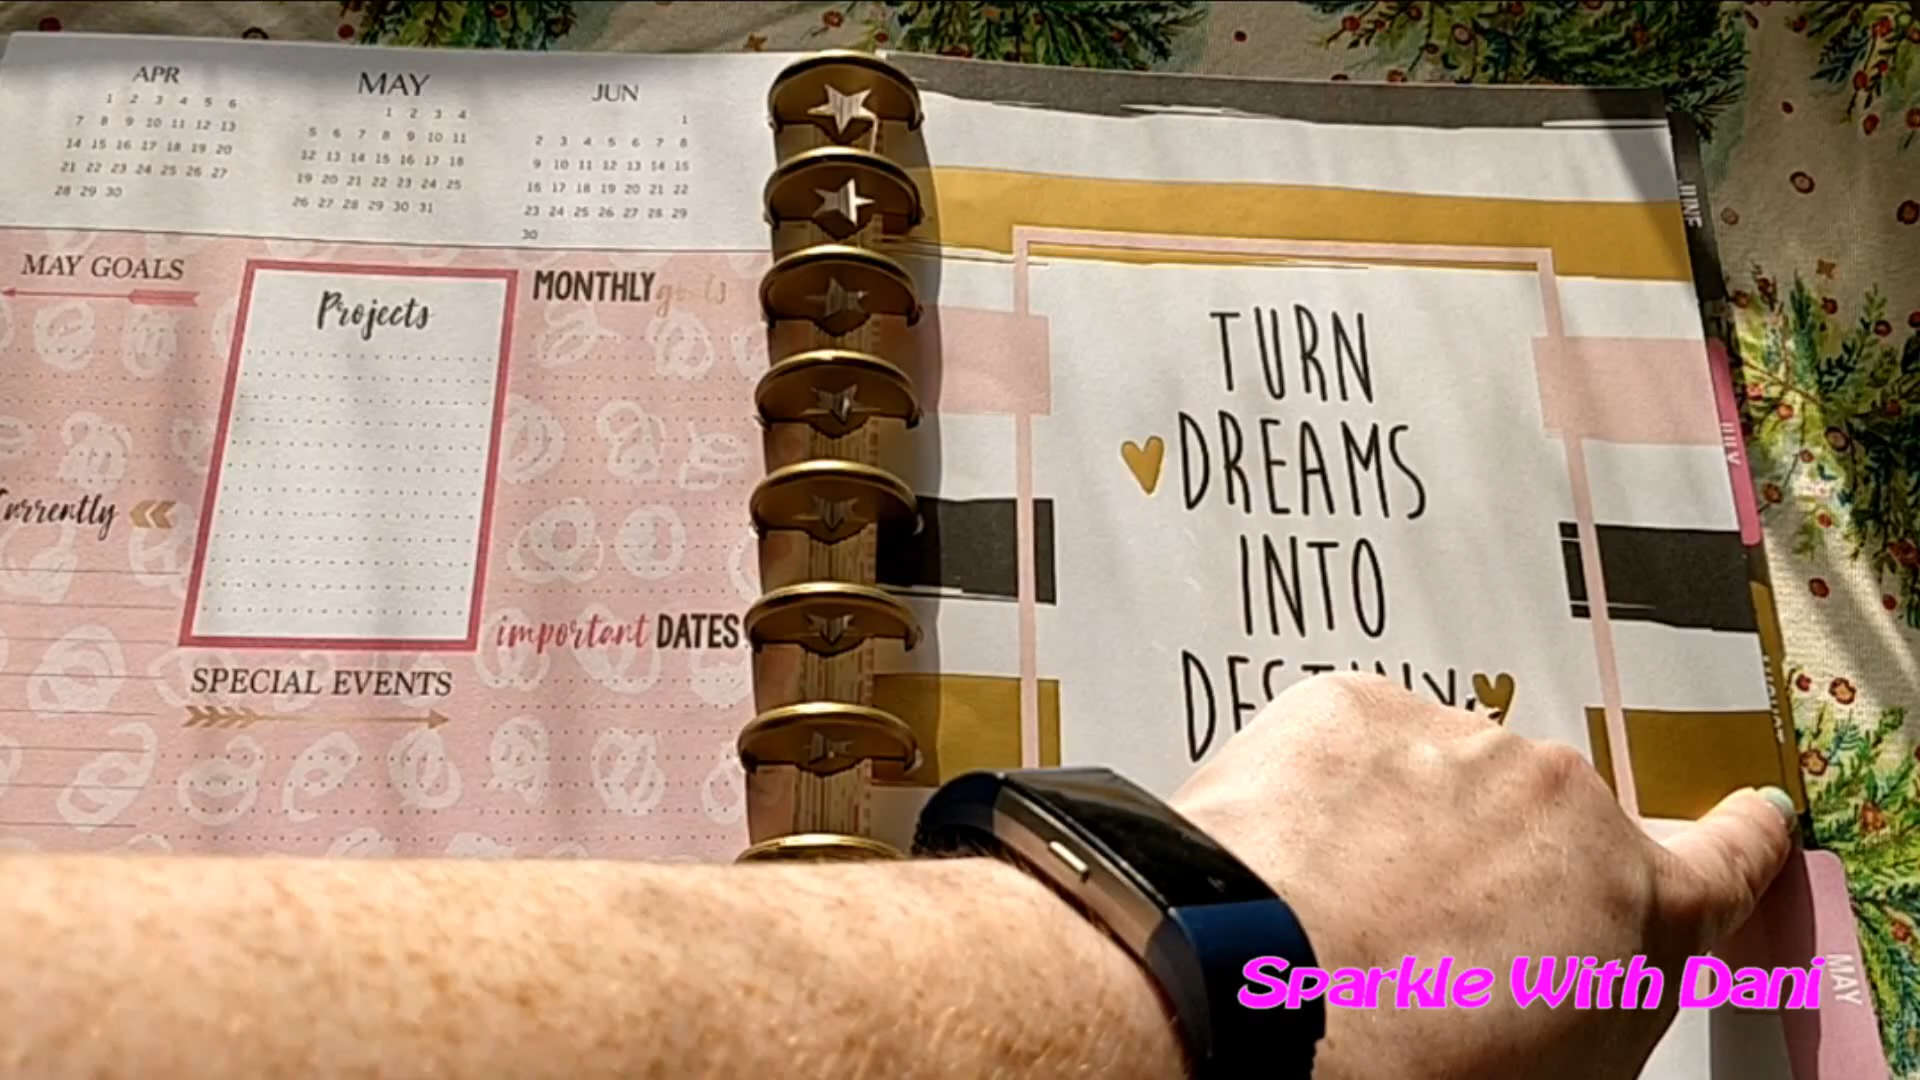 APR
1 2 3 4 5 6
7 8 9 10 11 12 13
14 15 16 17 18 19 20
21 22 23 24 25 26 27
28 29 30
MAY
1 2 3 4
5 6 7 8 9 10 11
12 13 14 15 16 17 18
19 20 21 22 23 24 25
26 27 28 29 30 31
JUN
1
2 3 4 5 6 7 8
9 10 11 12 13 14 15
16 17 18 19 20 21 22
23 24 25 26 27 28 29
30
MAY GOALS
Projects
MONTHLY goals
Currently
important DATES
SPECIAL EVENTS
TURN
DREAMS
INTO
DESTINY
JUNE
JULY
AUGUST
MAY
Sparkle With Dani